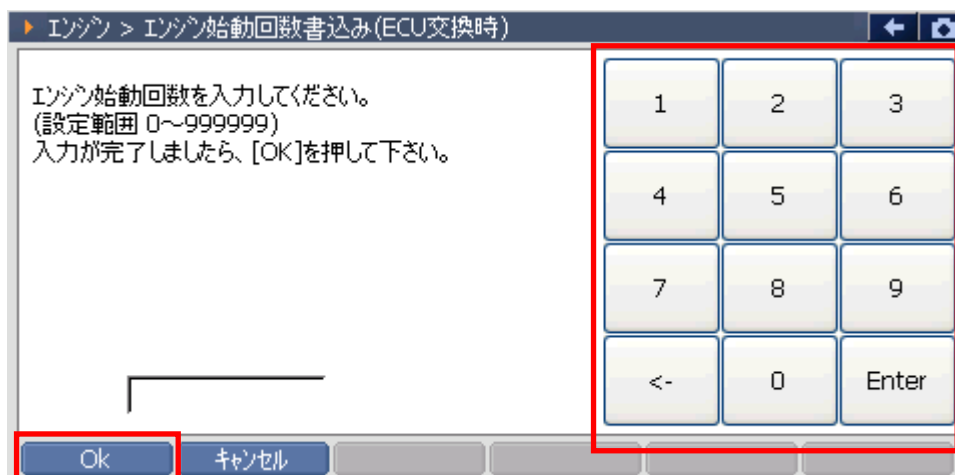 エンジン > エンジン始動回数書込み(ECU交換時)
エンジン始動回数を入力してください。
(設定範囲 0～999999)
入力が完了しましたら、[OK]を押して下さい。
1 2 3
4 5 6
7 8 9
<- 0 Enter
Ok キャンセル